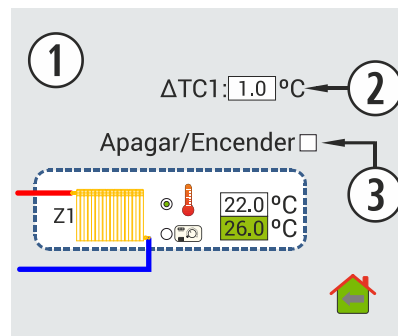 1
ΔTC1: 1.0 ºC
2
Apagar/Encender
3
Z1
22.0 ºC
26.0 ºC